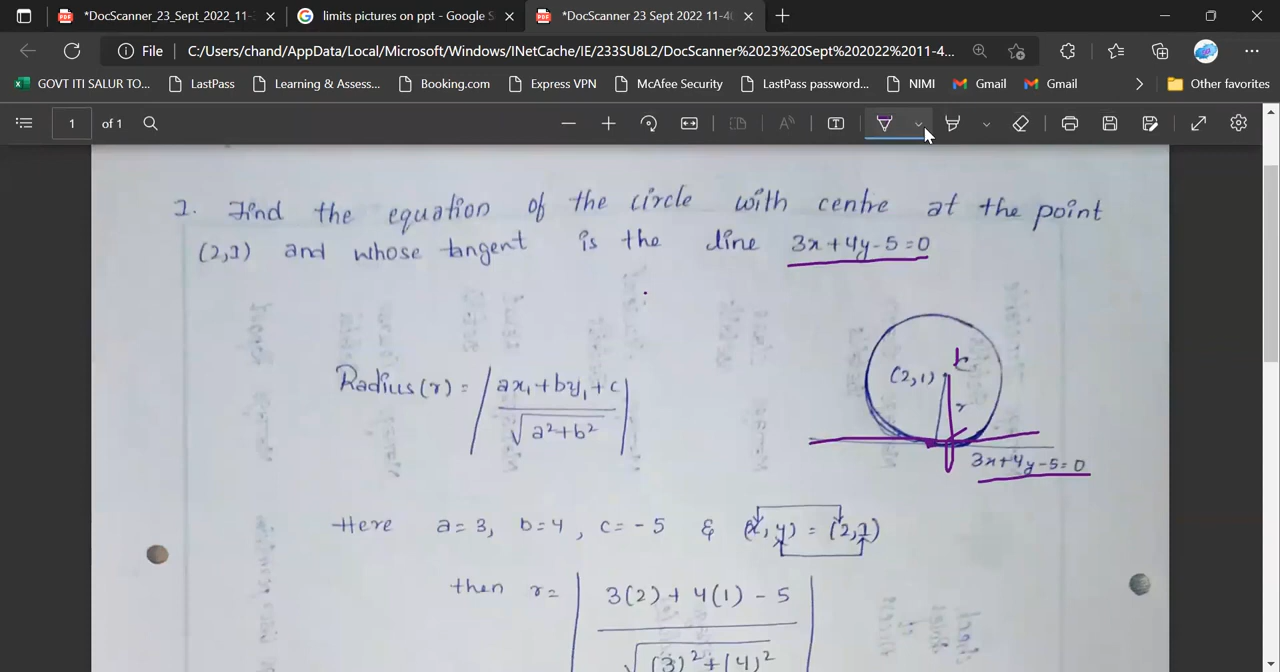 *DocScanner_23_Sept_2022_11-3
limits pictures on ppt - Google S
*DocScanner 23 Sept 2022 11-40
File
C:/Users/chand/AppData/Local/Microsoft/Windows/INetCache/IE/233SU8L2/DocScanner%2023%20Sept%202022%2011-4...
GOVT ITI SALUR TO...
LastPass
Learning & Assess...
Booking.com
Express VPN
McAfee Security
LastPass password...
NIMI
Gmail
Gmail
Other favorites
1 of 1
1. Find the equation of the circle with centre at the point
(2,1) and whose tangent is the line 3x+4y-5=0
Radius(r) = | ax₁+by₁+c / √a²+b² |
(2,1) c
r
3x+4y-5=0
Here a=3, b=4, c=-5 & (x,y) = (2,1)
then r= | 3(2)+4(1)-5 / √(3)²+(4)² |